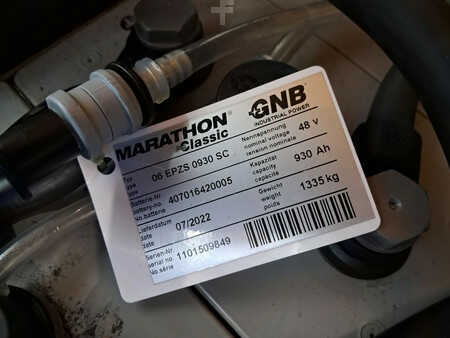 MARATHON
Classic
GNB
INDUSTRIAL POWER
Typ
type
type
06 EPZS 0930 SC
Nennspannung
nominal voltage
tension nominale
48 V
Batterie-Nr
battery-no.
No.batterie
407016420005
Kapazität
capacity
capacité
930 Ah
Lieferdatum
date
date
07/2022
Gewicht
weight
poids
1335 kg
Serien-Nr
serial no.
No série
1101509849